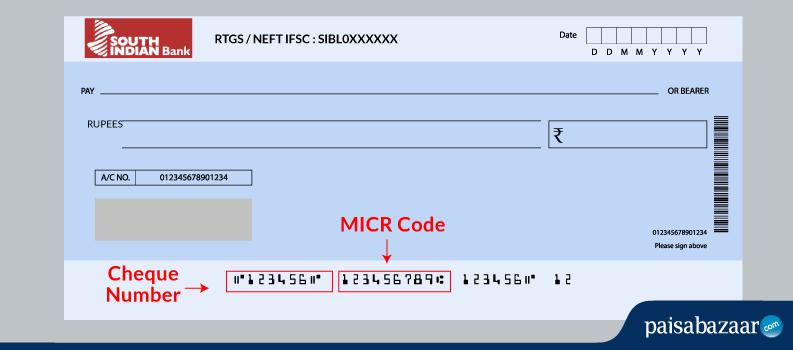 SOUTH
INDIAN Bank
RTGS / NEFT IFSC : SIBL0XXXXXX
Date
D D M M Y Y Y Y
PAY
OR BEARER
RUPEES
₹
A/C NO. 012345678901234
012345678901234
Please sign above
MICR Code
Cheque
Number
⑈123456⑈ 123456789⑆ 123456⑈ 12
paisabazaar.com